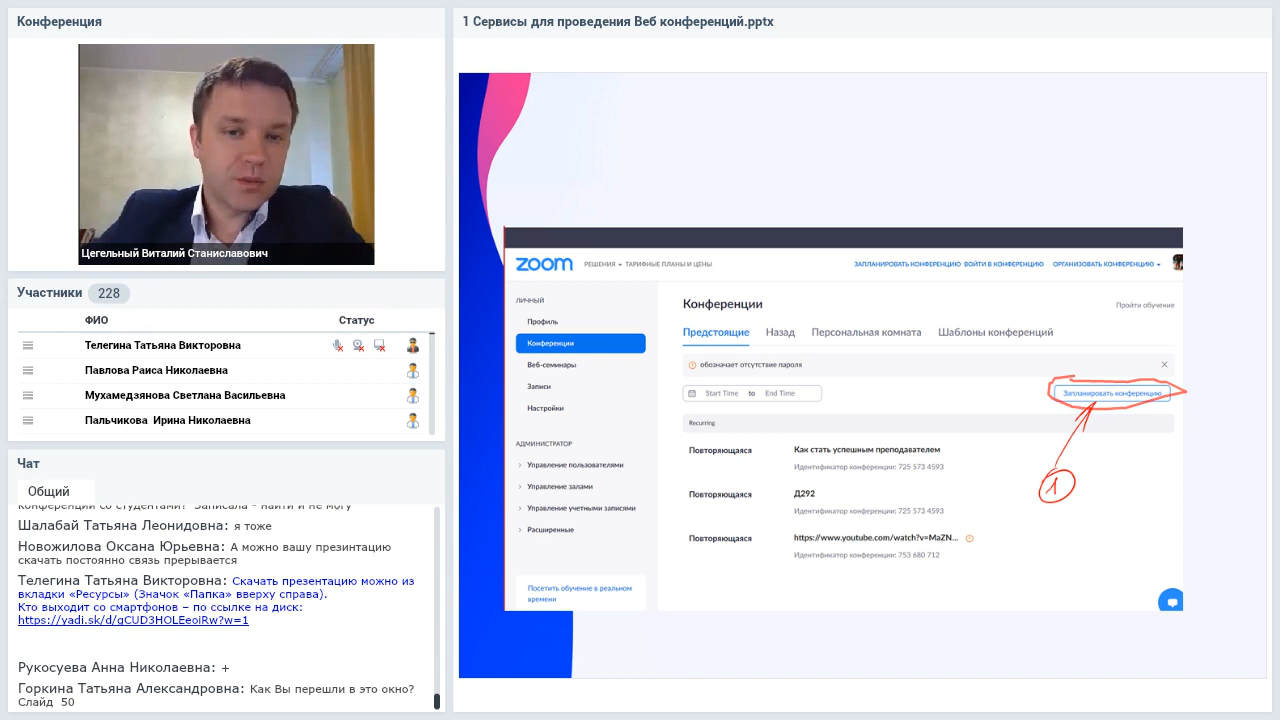 Конференция
Цегельный Виталий Станиславович
Участники 228
ФИО Статус
Телегина Татьяна Викторовна
Павлова Раиса Николаевна
Мухамедзянова Светлана Васильевна
Пальчикова Ирина Николаевна
Чат
Общий
конференции со студентами? Записала - найти и не могу
Шалабай Татьяна Леонидовна: я тоже
Новожилова Оксана Юрьевна: А можно вашу презинтацию
скачать постоянно связь прерывается
Телегина Татьяна Викторовна: Скачать презентацию можно из
вкладки «Ресурсы» (Значок «Папка» вверху справа).
Кто выходит со смартфонов – по ссылке на диск:
https://yadi.sk/d/gCUD3HOLEeoiRw?w=1
Рукосуева Анна Николаевна: +
Горкина Татьяна Александровна: Как Вы перешли в это окно?
Слайд 50
1 Сервисы для проведения Веб конференций.pptx
zoom РЕШЕНИЯ ТАРИФНЫЕ ПЛАНЫ И ЦЕНЫ ЗАПЛАНИРОВАТЬ КОНФЕРЕНЦИЮ ВОЙТИ В КОНФЕРЕНЦИЮ ОРГАНИЗОВАТЬ КОНФЕРЕНЦИЮ
ЛИЧНЫЙ
Профиль
Конференции
Веб-семинары
Записи
Настройки
АДМИНИСТРАТОР
Управление пользователями
Управление залами
Управление учетными записями
Расширенные
Посетить обучение в реальном
времени
Конференции Пройти обучение
Предстоящие Назад Персональная комната Шаблоны конференций
обозначает отсутствие пароля
Start Time to End Time Запланировать конференцию
Recurring
Повторяющаяся Как стать успешным преподавателем
Идентификатор конференции: 725 573 4593
1
Повторяющаяся Д292
Идентификатор конференции: 725 573 4593
Повторяющаяся https://www.youtube.com/watch?v=MaZN...
Идентификатор конференции: 753 680 712